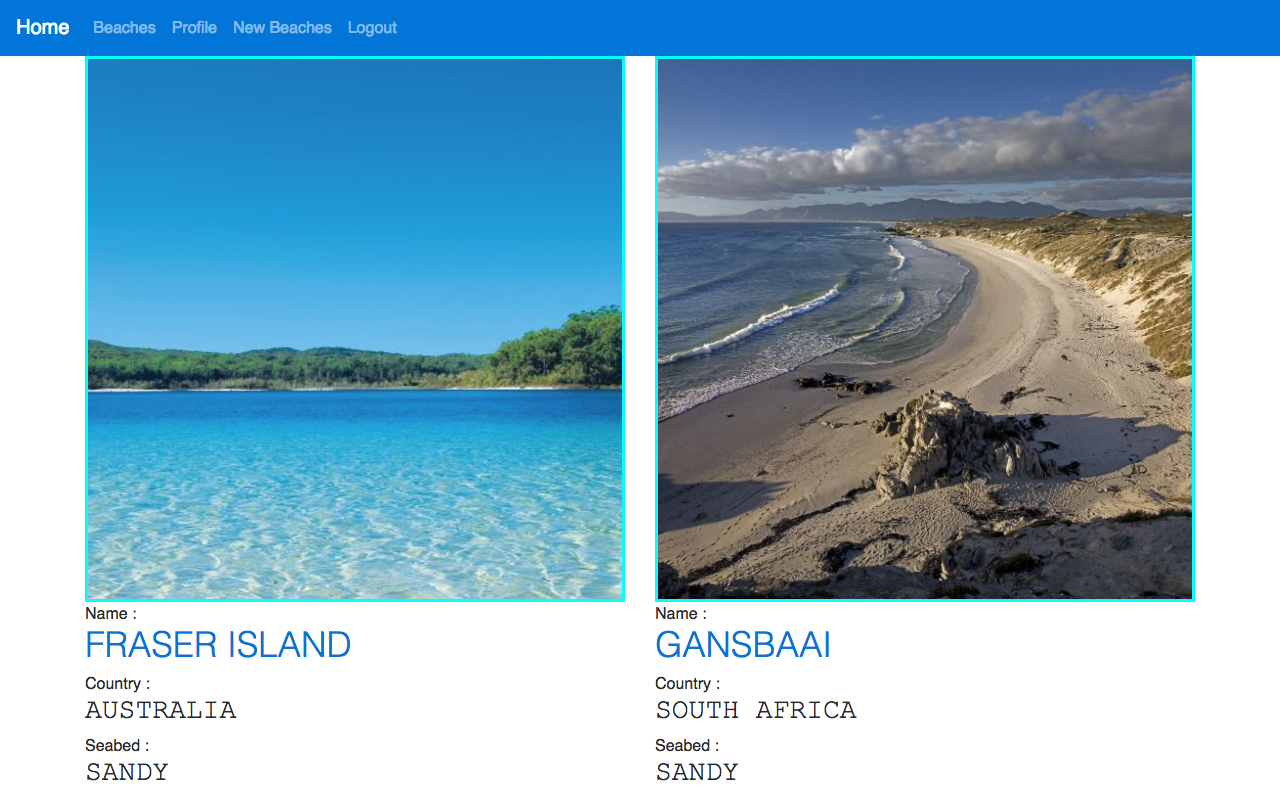 Home Beaches Profile New Beaches Logout
Name :
FRASER ISLAND
Country :
AUSTRALIA
Seabed :
SANDY
Name :
GANSBAAI
Country :
SOUTH AFRICA
Seabed :
SANDY